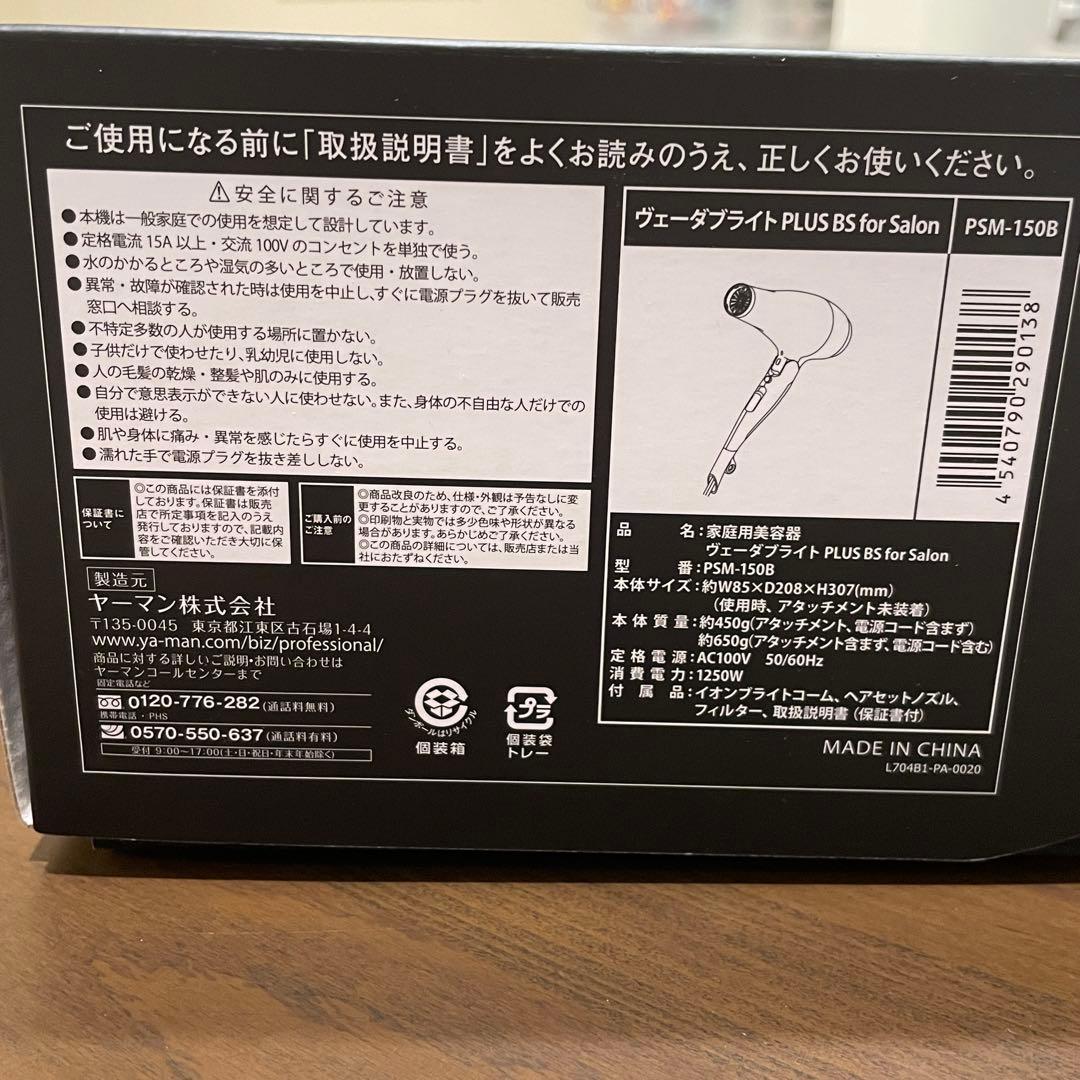 ご使用になる前に「取扱説明書」をよくお読みのうえ、正しくお使いください。
⚠安全に関するご注意
●本機は一般家庭での使用を想定して設計しています。
●定格電流15A以上・交流100Vのコンセントを単独で使う。
●水のかかるところや湿気の多いところで使用・放置しない。
●異常・故障が確認された時は使用を中止し、すぐに電源プラグを抜いて販売
窓口へ相談する。
●不特定多数の人が使用する場所に置かない。
●子供だけで使わせたり、乳幼児に使用しない。
●人の毛髪の乾燥・整髪や肌のみに使用する。
●自分で意思表示ができない人に使わせない。また、身体の不自由な人だけでの
使用は避ける。
●肌や身体に痛み・異常を感じたらすぐに使用を中止する。
●濡れた手で電源プラグを抜き差ししない。
保証書に
ついて
◎この商品には保証書を添付
しております。保証書は販売
店で所定事項を記入のうえ
発行しておりますので、記載内
容をご確認いただき大切に保
管してください。
ご購入前の
ご注意
◎商品改良のため、仕様・外観は予告なしに変
更することがありますので、ご了承ください。
◎印刷物と実物では多少色味や形状が異なる
場合があります。あらかじめご了承ください。
◎この商品の詳細については、販売店または当
社におたずねください。
製造元
ヤーマン株式会社
〒135-0045 東京都江東区古石場1-4-4
www.ya-man.com/biz/professional/
商品に対する詳しいご説明・お問い合わせは
ヤーマンコールセンターまで
固定電話など
0120-776-282(通話料無料)
携帯電話・PHS
0570-550-637(通話料有料)
受付 9:00〜17:00(土・日・祝日・年末年始除く)
ダンボールはリサイクル
個装箱
プラ
個装袋
トレー
ヴェーダブライト PLUS BS for Salon
PSM-150B
4 540790 290138
品 名:家庭用美容器
ヴェーダブライト PLUS BS for Salon
型 番:PSM-150B
本体サイズ:約W85×D208×H307(mm)
(使用時、アタッチメント未装着)
本体質量:約450g(アタッチメント、電源コード含まず)
約650g(アタッチメント含まず、電源コード含む)
定格電源:AC100V 50/60Hz
消費電力:1250W
付属品:イオンブライトコーム、ヘアセットノズル、
フィルター、取扱説明書(保証書付)
MADE IN CHINA
L704B1-PA-0020